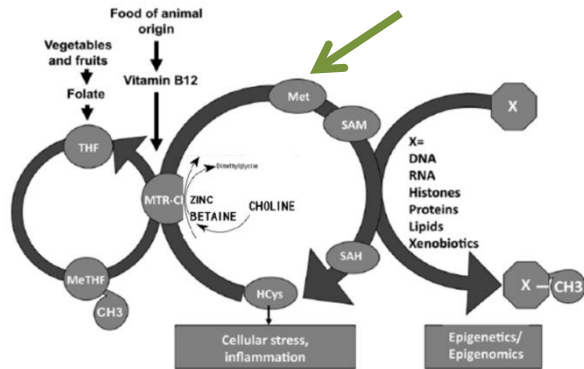 Food of animal
origin
Vegetables
and fruits
Vitamin B12
Folate
Met
SAM
X
THF
X=
DNA
RNA
Histones
Proteins
Lipids
Xenobiotics
Dimethylglycine
MTR-Cl
ZINC
BETAINE
CHOLINE
SAH
MeTHF
CH3
HCys
X
CH3
Cellular stress,
inflammation
Epigenetics/
Epigenomics